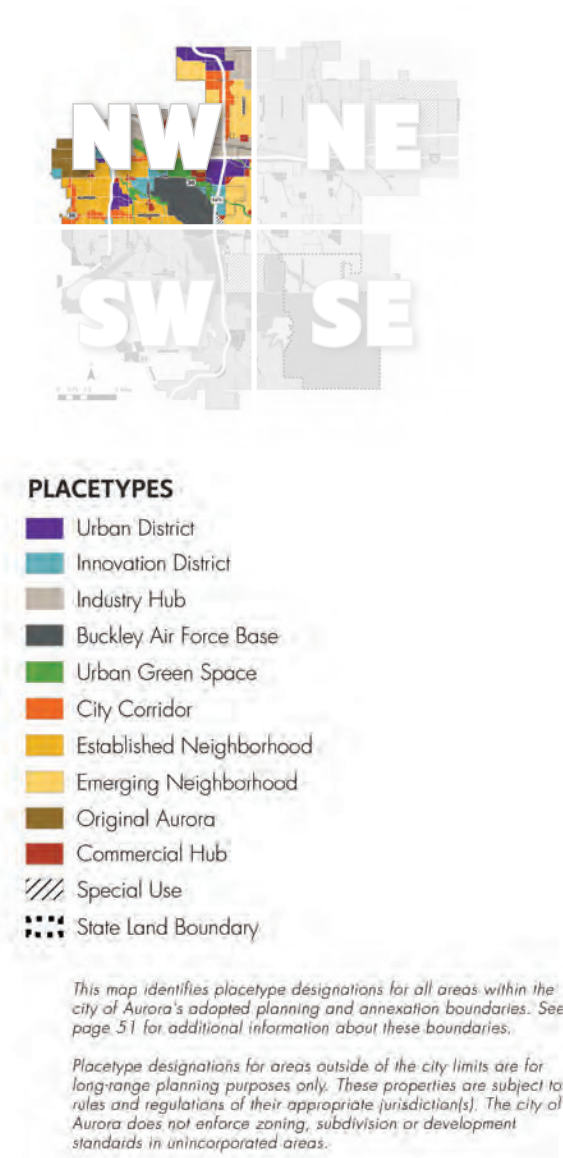 NW
NE
SW
SE
PLACETYPES
Urban District
Innovation District
Industry Hub
Buckley Air Force Base
Urban Green Space
City Corridor
Established Neighborhood
Emerging Neighborhood
Original Aurora
Commercial Hub
Special Use
State Land Boundary
This map identifies placetype designations for all areas within the
city of Aurora's adopted planning and annexation boundaries. See
page 51 for additional information about these boundaries.
Placetype designations for areas outside of the city limits are for
long-range planning purposes only. These properties are subject to
rules and regulations of their appropriate jurisdiction(s). The city of
Aurora does not enforce zoning, subdivision or development
standards in unincorporated areas.